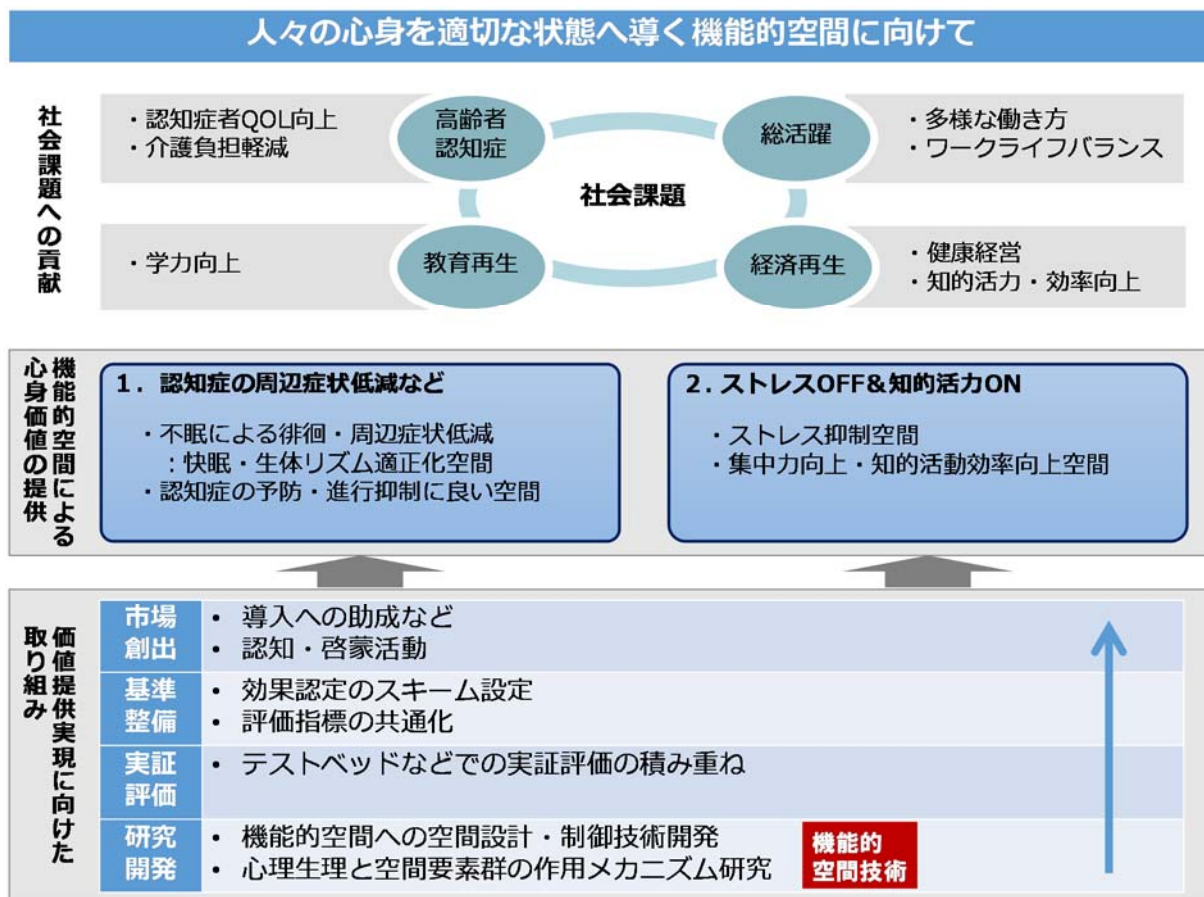 人々の心身を適切な状態へ導く機能的空間に向けて
社会課題への貢献
・認知症者QOL向上
・介護負担軽減
高齢者
認知症
総活躍
・多様な働き方
・ワークライフバランス
社会課題
・学力向上
教育再生
経済再生
・健康経営
・知的活力・効率向上
機能的空間による
心身価値の提供
1．認知症の周辺症状低減など
・不眠による徘徊・周辺症状低減
：快眠・生体リズム適正化空間
・認知症の予防・進行抑制に良い空間
2．ストレスOFF＆知的活力ON
・ストレス抑制空間
・集中力向上・知的活動効率向上空間
価値提供実現に向けた
取り組み
市場
創出
• 導入への助成など
• 認知・啓蒙活動
基準
整備
• 効果認定のスキーム設定
• 評価指標の共通化
実証
評価
• テストベッドなどでの実証評価の積み重ね
研究
開発
• 機能的空間への空間設計・制御技術開発
• 心理生理と空間要素群の作用メカニズム研究
機能的
空間技術